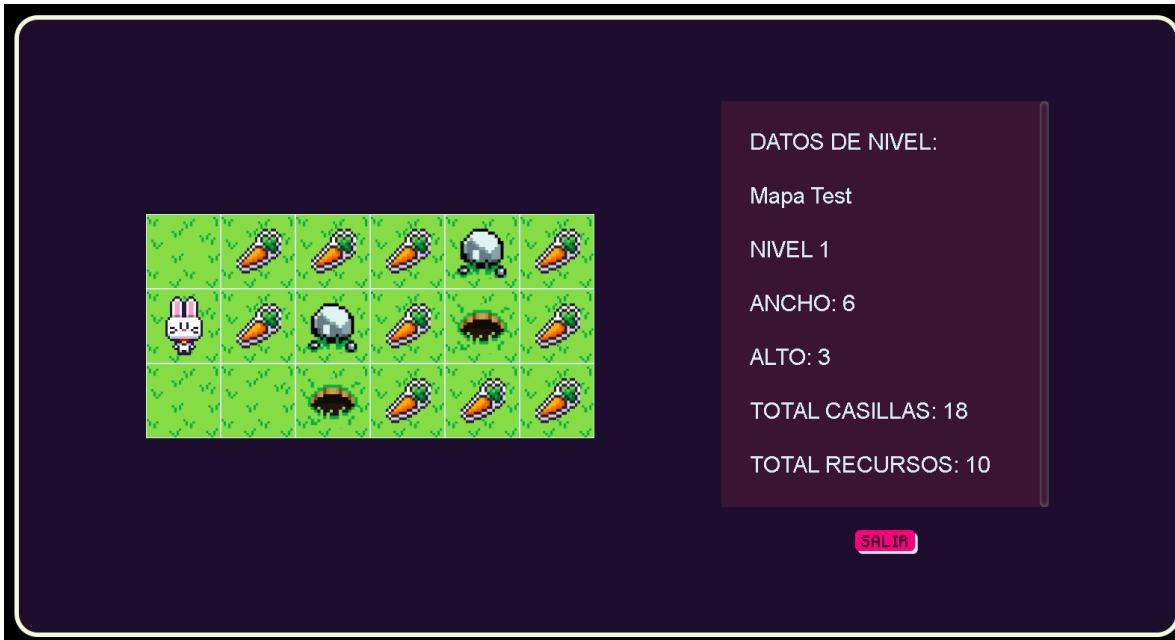 DATOS DE NIVEL:
Mapa Test
NIVEL 1
ANCHO: 6
ALTO: 3
TOTAL CASILLAS: 18
TOTAL RECURSOS: 10
SALIR